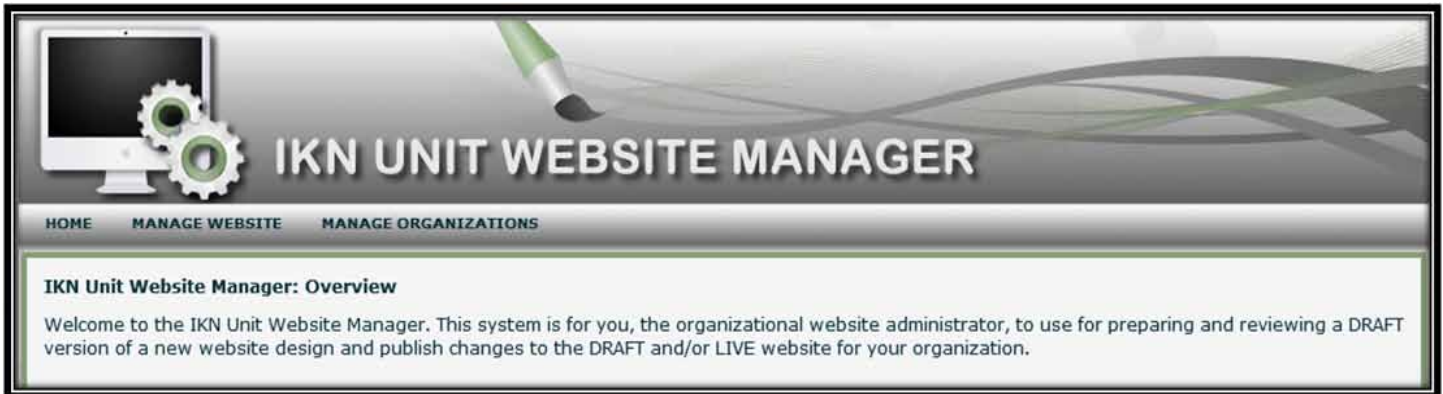 IKN UNIT WEBSITE MANAGER
HOME MANAGE WEBSITE MANAGE ORGANIZATIONS
IKN Unit Website Manager: Overview
Welcome to the IKN Unit Website Manager. This system is for you, the organizational website administrator, to use for preparing and reviewing a DRAFT
version of a new website design and publish changes to the DRAFT and/or LIVE website for your organization.